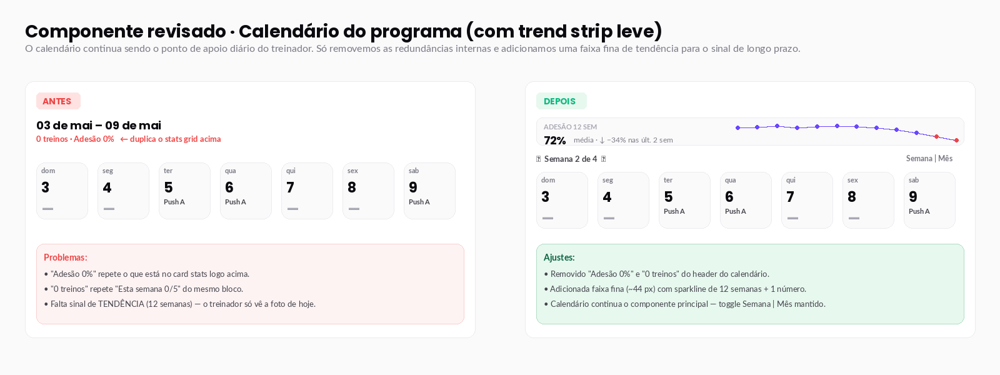 Componente revisado · Calendário do programa (com trend strip leve)
O calendário continua sendo o ponto de apoio diário do treinador. Só removemos as redundâncias internas e adicionamos uma faixa fina de tendência para o sinal de longo prazo.
ANTES
03 de mai – 09 de mai
0 treinos · Adesão 0% ← duplica o stats grid acima
dom seg ter qua qui sex sab
3 4 5 6 7 8 9
— — Push A Push A — — Push A
Problemas:
• "Adesão 0%" repete o que está no card stats logo acima.
• "0 treinos" repete "Esta semana 0/5" do mesmo bloco.
• Falta sinal de TENDÊNCIA (12 semanas) — o treinador só vê a foto de hoje.
DEPOIS
ADESÃO 12 SEM
72% média · ↓ −34% nas últ. 2 sem
Semana 2 de 4 Semana | Mês
dom seg ter qua qui sex sab
3 4 5 6 7 8 9
— — Push A Push A — — Push A
Ajustes:
• Removido "Adesão 0%" e "0 treinos" do header do calendário.
• Adicionada faixa fina (~44 px) com sparkline de 12 semanas + 1 número.
• Calendário continua o componente principal — toggle Semana | Mês mantido.